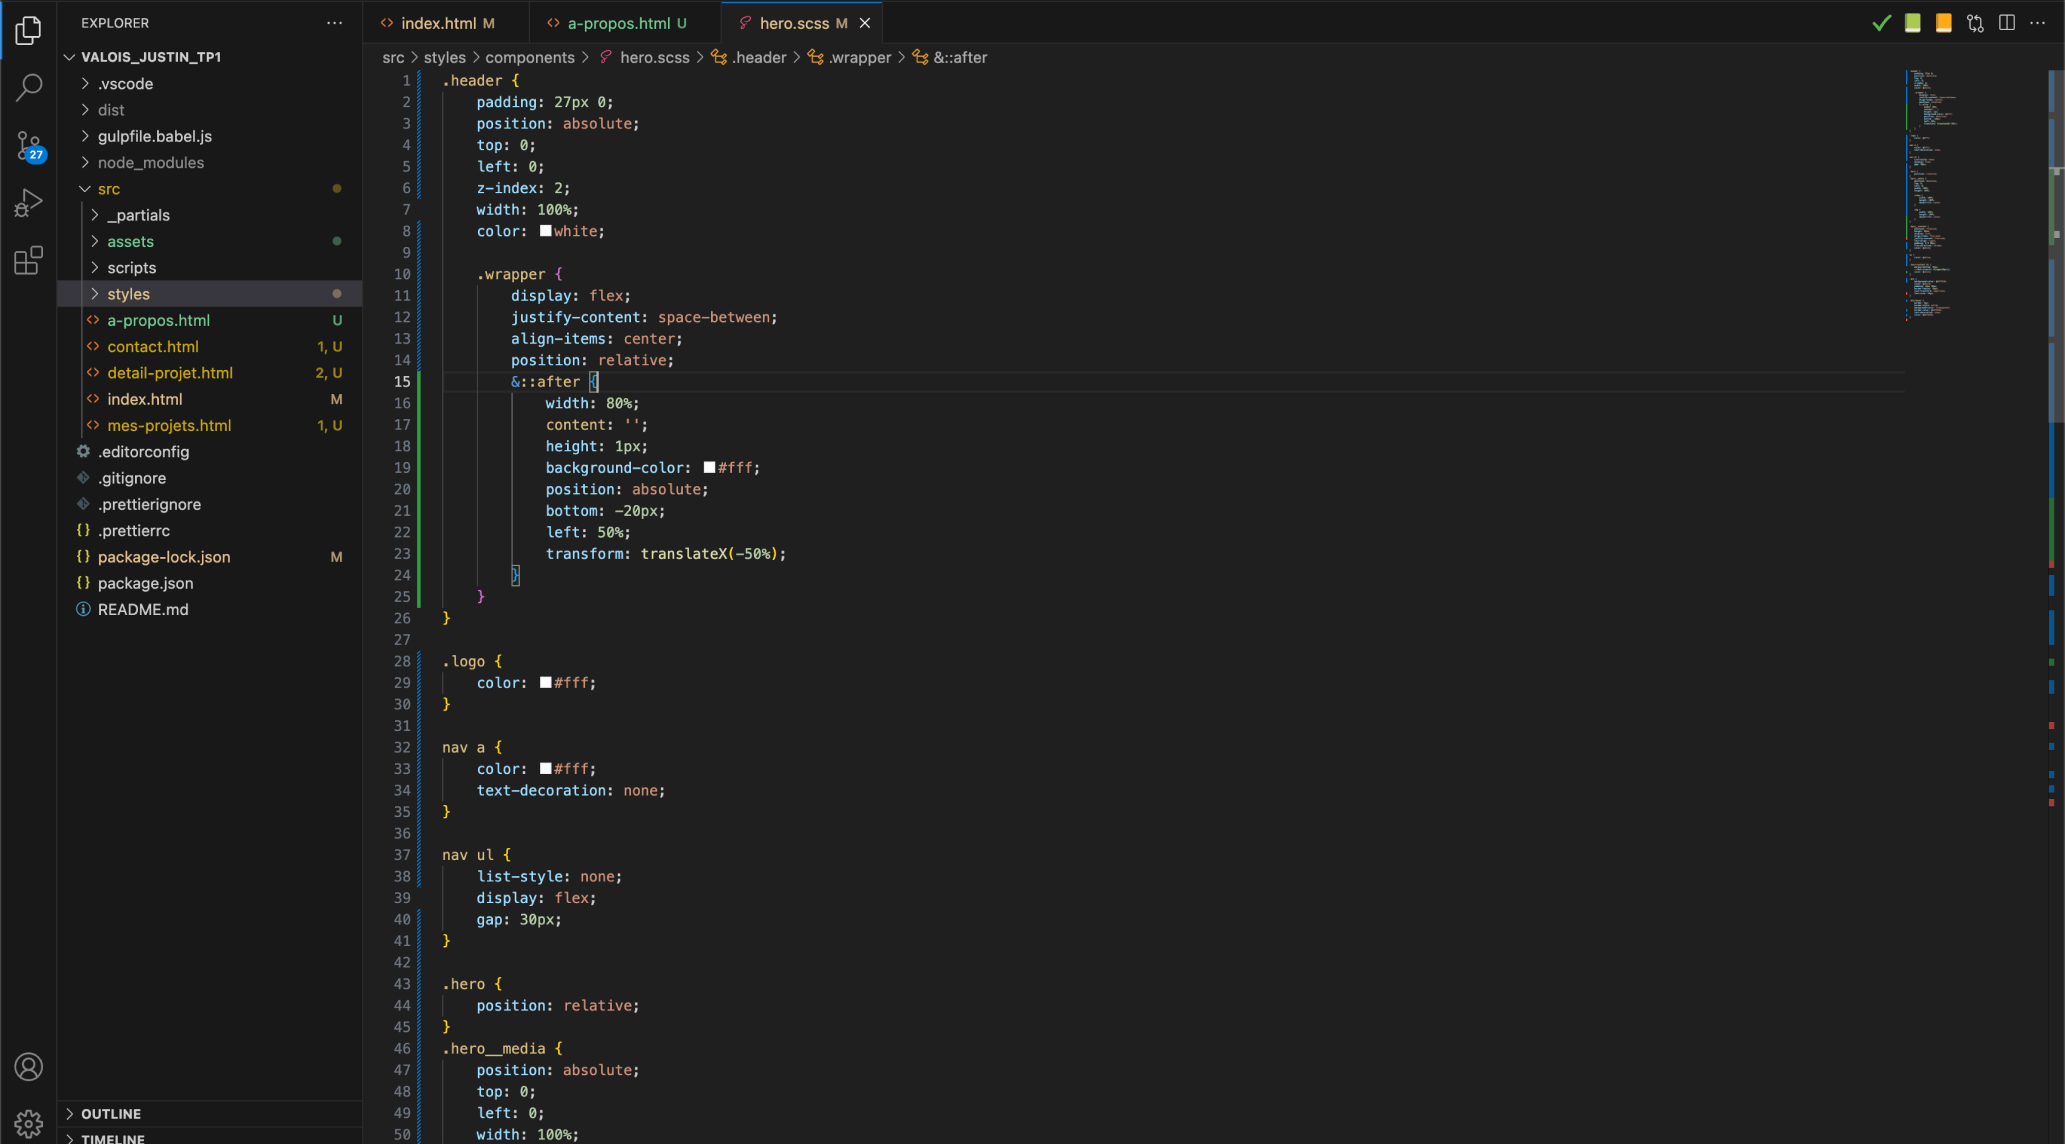 EXPLORER
VALOIS_JUSTIN_TP1
.vscode
dist
gulpfile.babel.js
node_modules
src
_partials
assets
scripts
styles
a-propos.html U
contact.html 1, U
detail-projet.html 2, U
index.html M
mes-projets.html 1, U
.editorconfig
.gitignore
.prettierignore
{} .prettierrc
{} package-lock.json M
{} package.json
README.md
OUTLINE
TIMELINE
27
index.html M
a-propos.html U
hero.scss M
src > styles > components > hero.scss > .header > .wrapper > &::after
1 .header {
2 padding: 27px 0;
3 position: absolute;
4 top: 0;
5 left: 0;
6 z-index: 2;
7 width: 100%;
8 color: white;
9
10 .wrapper {
11 display: flex;
12 justify-content: space-between;
13 align-items: center;
14 position: relative;
15 &::after {
16 width: 80%;
17 content: '';
18 height: 1px;
19 background-color: #fff;
20 position: absolute;
21 bottom: -20px;
22 left: 50%;
23 transform: translateX(-50%);
24 }
25 }
26 }
27
28 .logo {
29 color: #fff;
30 }
31
32 nav a {
33 color: #fff;
34 text-decoration: none;
35 }
36
37 nav ul {
38 list-style: none;
39 display: flex;
40 gap: 30px;
41 }
42
43 .hero {
44 position: relative;
45 }
46 .hero__media {
47 position: absolute;
48 top: 0;
49 left: 0;
50 width: 100%;